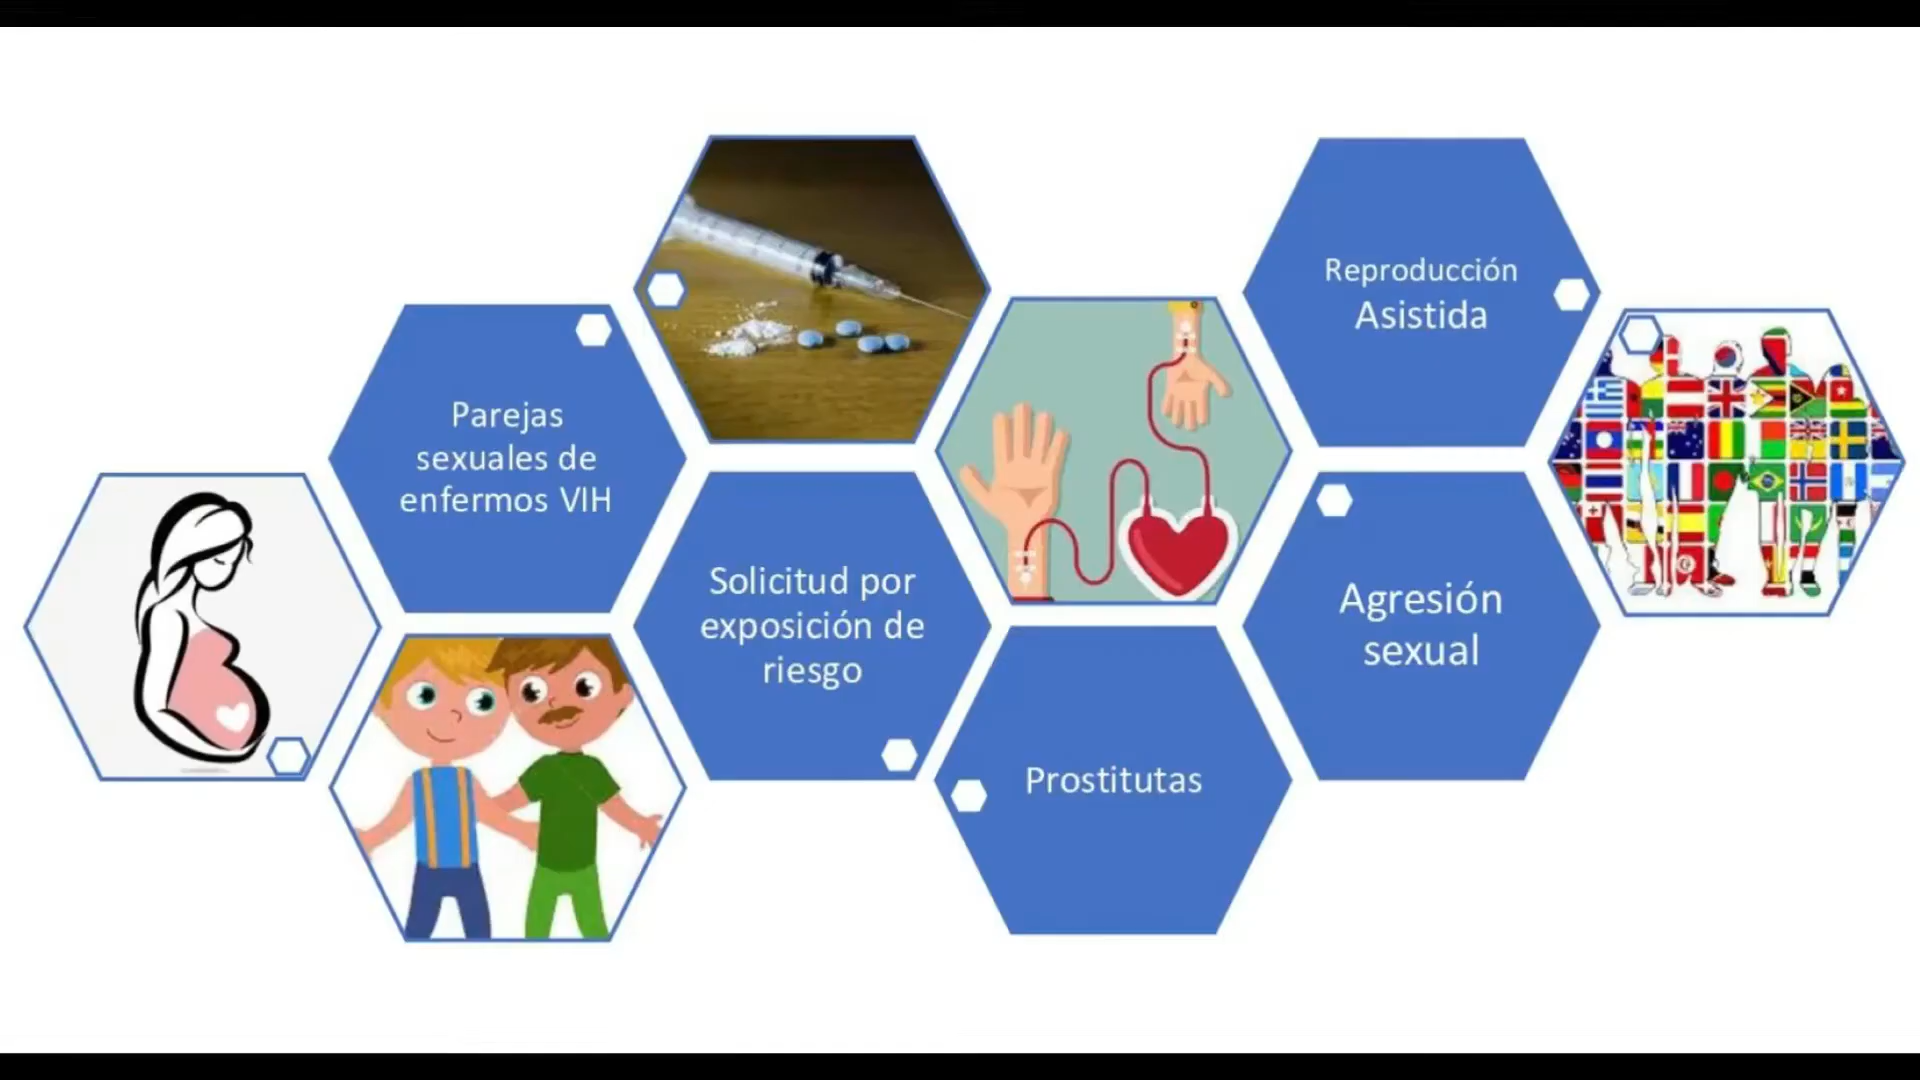 Parejas
sexuales de
enfermos VIH
Solicitud por
exposición de
riesgo
Prostitutas
Reproducción
Asistida
Agresión
sexual